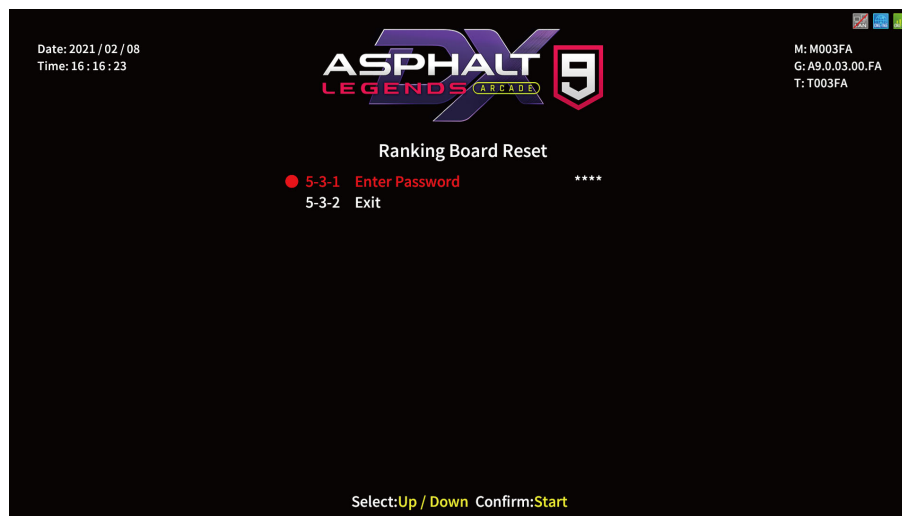 Date: 2021 / 02 / 08
Time: 16 : 16 : 23
M: M003FA
G: A9.0.03.00.FA
T: T003FA
DX
ASPHALT 9
LEGENDS ARCADE
Ranking Board Reset
5-3-1 Enter Password ****
5-3-2 Exit
Select:Up / Down Confirm:Start